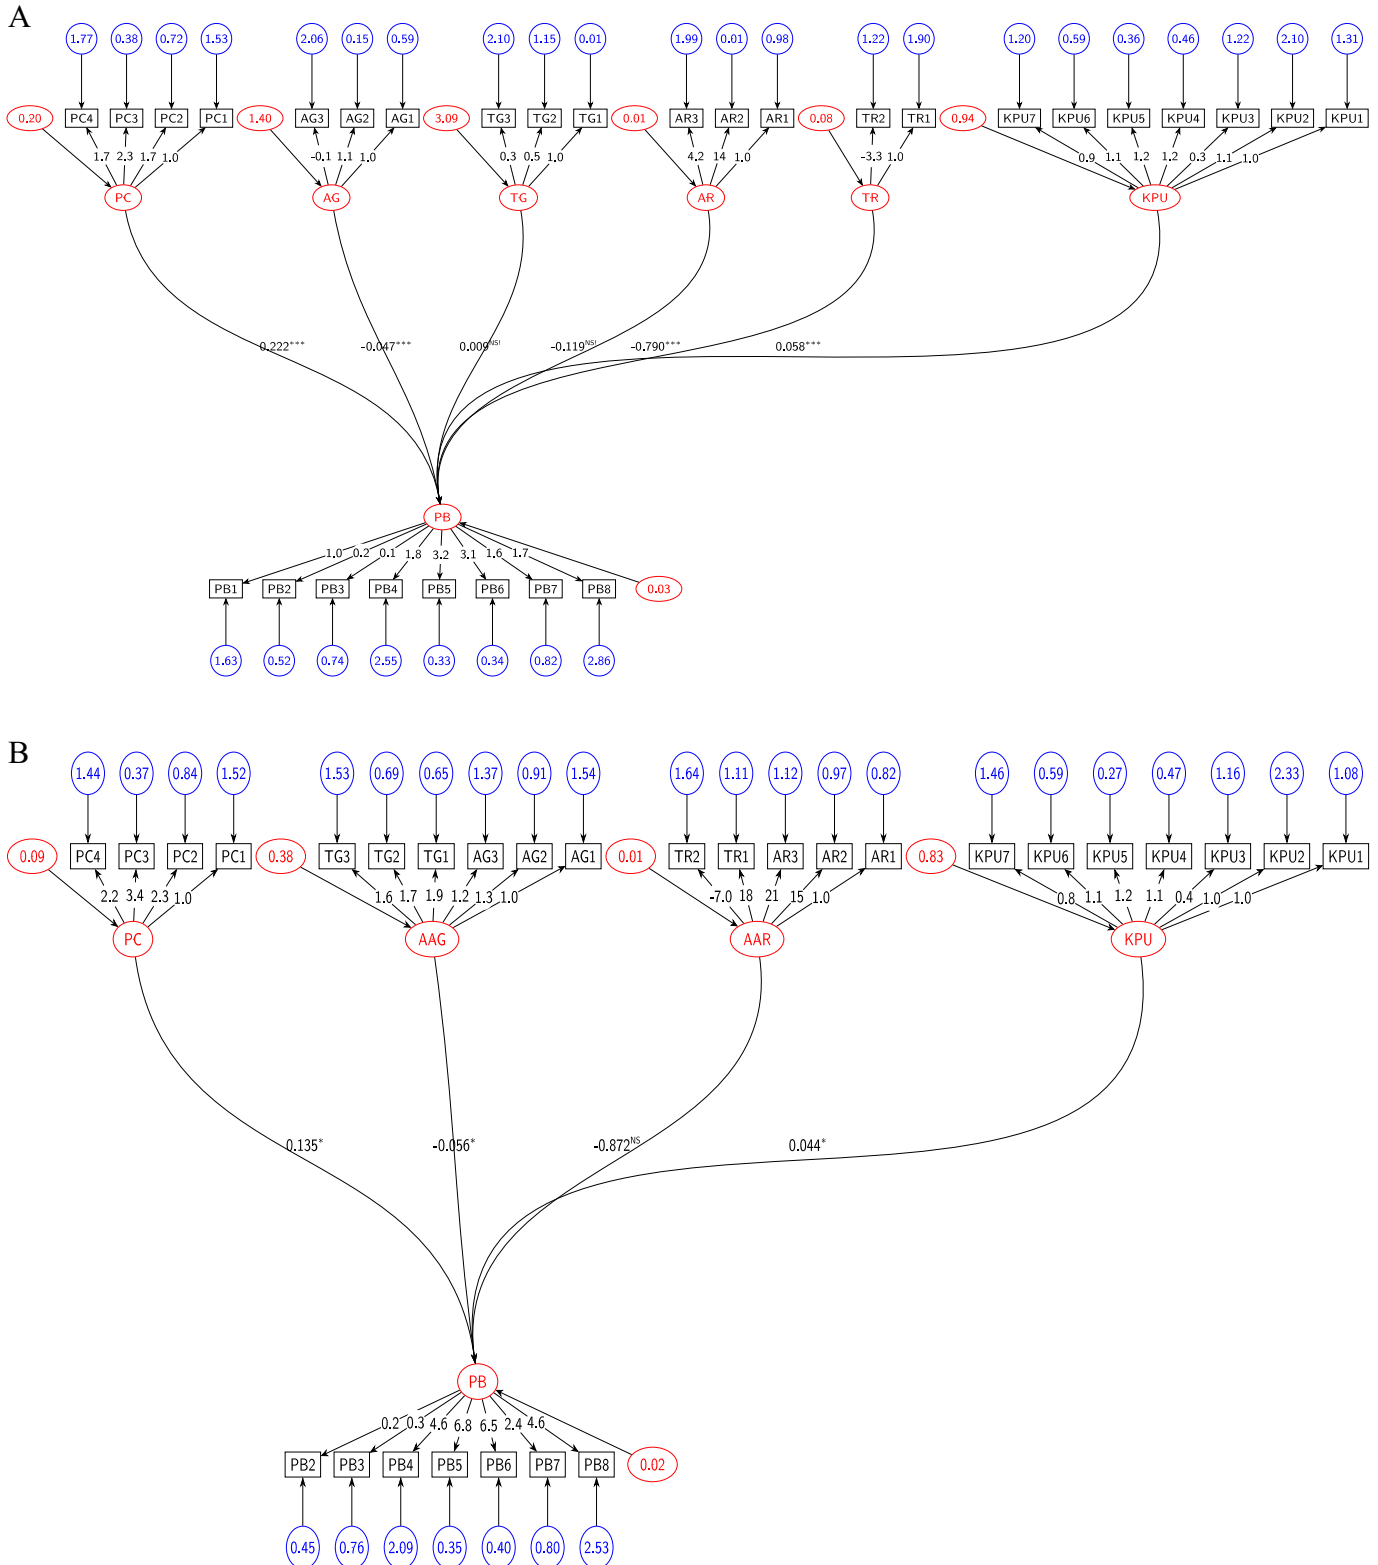 A
1.77 0.38 0.72 1.53 2.06 0.15 0.59 2.10 1.15 0.01 1.99 0.01 0.98 1.22 1.90 1.20 0.59 0.36 0.46 1.22 2.10 1.31
0.20 PC4 PC3 PC2 PC1 1.40 AG3 AG2 AG1 3.09 TG3 TG2 TG1 0.01 AR3 AR2 AR1 0.08 TR2 TR1 0.94 KPU7 KPU6 KPU5 KPU4 KPU3 KPU2 KPU1
1.7 2.3 1.7 1.0 -0.1 1.1 1.0 0.3 0.5 1.0 4.2 14 1.0 -3.3 1.0 0.9 1.1 1.2 1.2 0.3 1.1 1.0
PC AG TG AR TR KPU
0.222*** -0.047*** 0.009NS! -0.119NS! -0.790*** 0.058***
PB
1.0 0.2 0.1 1.8 3.2 3.1 1.6 1.7
PB1 PB2 PB3 PB4 PB5 PB6 PB7 PB8 0.03
1.63 0.52 0.74 2.55 0.33 0.34 0.82 2.86
B
1.44 0.37 0.84 1.52 1.53 0.69 0.65 1.37 0.91 1.54 1.64 1.11 1.12 0.97 0.82 1.46 0.59 0.27 0.47 1.16 2.33 1.08
0.09 PC4 PC3 PC2 PC1 0.38 TG3 TG2 TG1 AG3 AG2 AG1 0.01 TR2 TR1 AR3 AR2 AR1 0.83 KPU7 KPU6 KPU5 KPU4 KPU3 KPU2 KPU1
2.2 3.4 2.3 1.0 1.6 1.7 1.9 1.2 1.3 1.0 -7.0 18 21 15 1.0 0.8 1.1 1.2 1.1 0.4 1.0 1.0
PC AAG AAR KPU
0.135* -0.056* -0.872NS 0.044*
PB
0.2 0.3 4.6 6.8 6.5 2.4 4.6
PB2 PB3 PB4 PB5 PB6 PB7 PB8 0.02
0.45 0.76 2.09 0.35 0.40 0.80 2.53